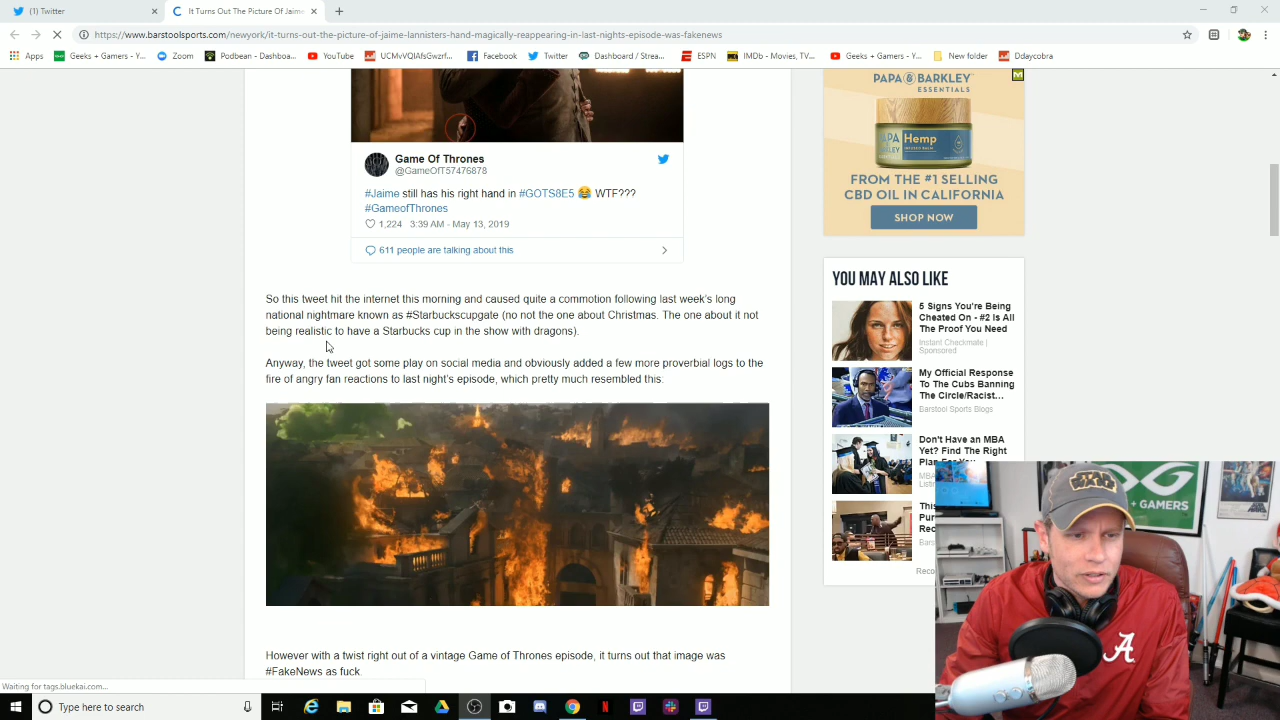 (1) Twitter
It Turns Out The Picture Of Jaime
https://www.barstoolsports.com/newyork/it-turns-out-the-picture-of-jaime-lannisters-hand-magically-reappearing-in-last-nights-episode-was-fakenews
Apps
Geeks + Gamers - Y...
Zoom
Podbean - Dashboard
YouTube
UCMvVQIAfsGwzrf...
Facebook
Twitter
Dashboard / Strea...
ESPN
IMDb - Movies, TV...
Geeks + Gamers - Y...
New folder
Ddaycobra
Game Of Thrones
@GameOfT57476878
#Jaime still has his right hand in #GOTS8E5 😂 WTF???
#GameofThrones
1,224 3:39 AM - May 13, 2019
611 people are talking about this
So this tweet hit the internet this morning and caused quite a commotion following last week's long
national nightmare known as #Starbuckscupgate (no not the one about Christmas. The one about it not
being realistic to have a Starbucks cup in the show with dragons).
Anyway, the tweet got some play on social media and obviously added a few more proverbial logs to the
fire of angry fan reactions to last night's episode, which pretty much resembled this:
However with a twist right out of a vintage Game of Thrones episode, it turns out that image was
#FakeNews as fuck.
PAPA & BARKLEY
ESSENTIALS
Hemp
FROM THE #1 SELLING
CBD OIL IN CALIFORNIA
SHOP NOW
YOU MAY ALSO LIKE
5 Signs You're Being
Cheated On - #2 Is All
The Proof You Need
Instant Checkmate |
Sponsored
My Official Response
To The Cubs Banning
The Circle/Racist...
Barstool Sports Blogs
Don't Have an MBA
Yet? Find The Right
MBA
+ GAMERS
STAR
WARS
A
Waiting for tags.bluekai.com...
Type here to search